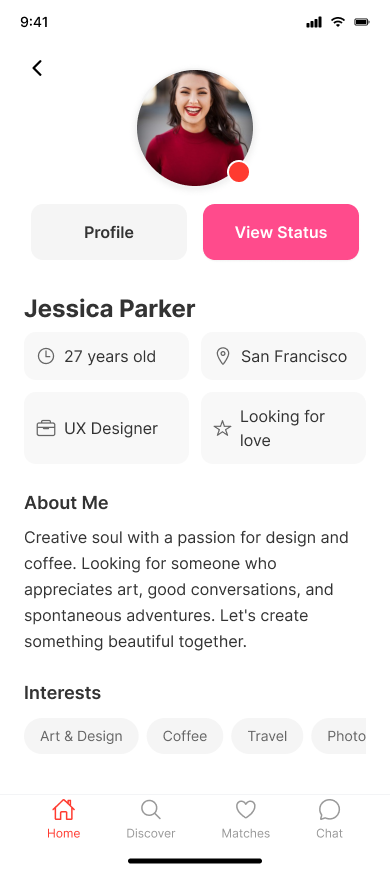 9:41
Profile
View Status
Jessica Parker
27 years old
San Francisco
UX Designer
Looking for
love
About Me
Creative soul with a passion for design and
coffee. Looking for someone who
appreciates art, good conversations, and
spontaneous adventures. Let's create
something beautiful together.
Interests
Art & Design
Coffee
Travel
Photo
Home
Discover
Matches
Chat